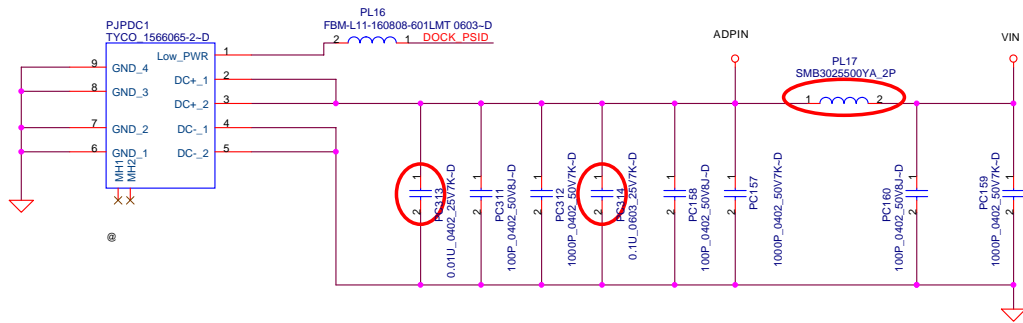 PL16
FBM-L11-160808-601LMT 0603~D
2
1
DOCK_PSID
PJPDC1
TYCO_1566065-2~D
Low_PWR
1
DC+_1
2
DC+_2
3
DC-_1
4
DC-_2
5
9
GND_4
8
GND_3
7
GND_2
6
GND_1
MH1
MH2
@
ADPIN
VIN
PL17
SMB3025500YA_2P
1
2
1
2
PC313
0.01U_0402_25V7K~D
1
2
PC311
100P_0402_50V8J~D
1
2
PC312
1000P_0402_50V7K~D
1
2
PC314
0.1U_0603_25V7K~D
1
2
PC158
100P_0402_50V8J~D
1
2
PC157
1000P_0402_50V7K~D
1
2
PC160
100P_0402_50V8J~D
1
2
PC159
1000P_0402_50V7K~D